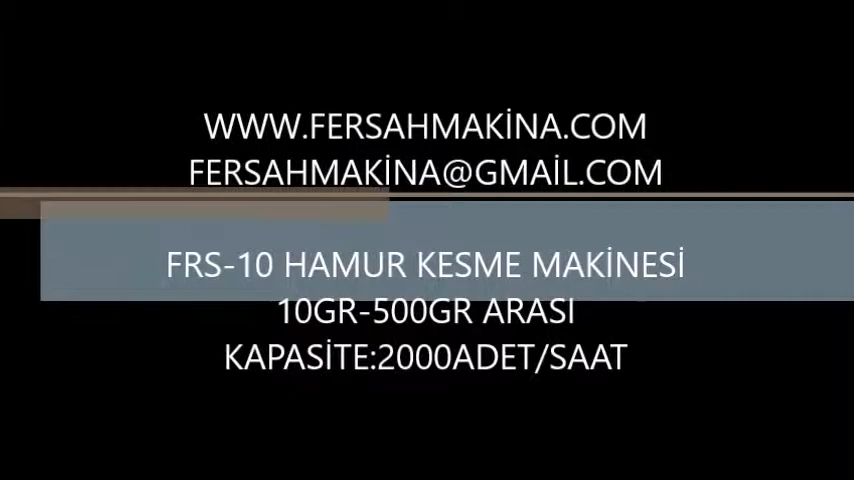 WWW.FERSAHMAKİNA.COM
FERSAHMAKİNA@GMAİL.COM
FRS-10 HAMUR KESME MAKİNESİ
10GR-500GR ARASI
KAPASİTE:2000ADET/SAAT